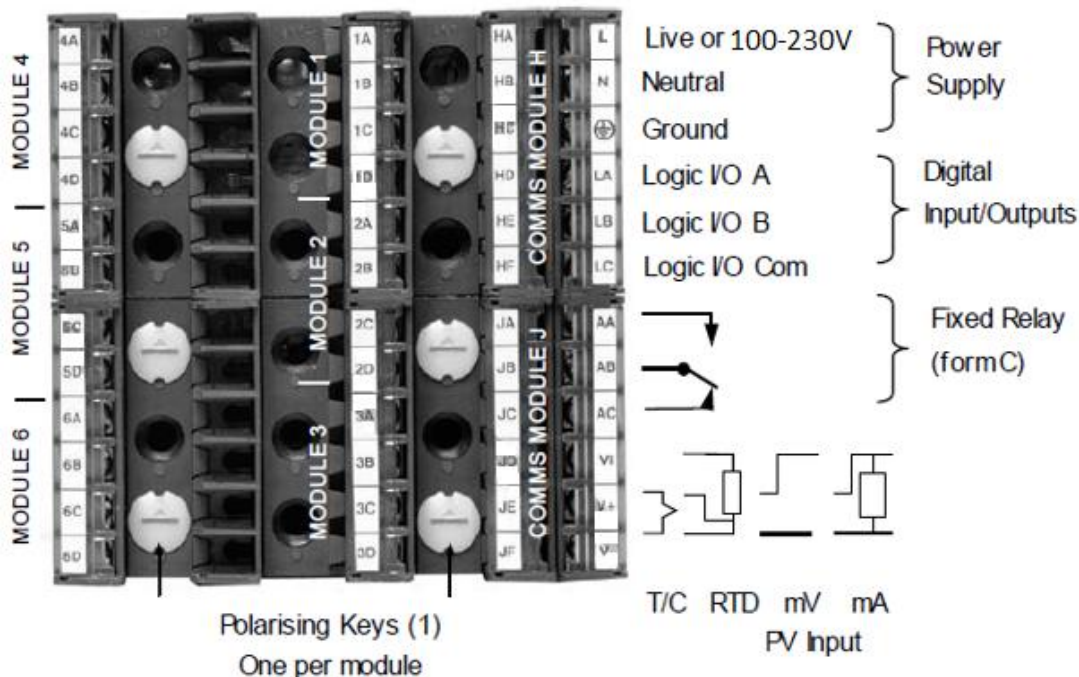 MODULE 4
MODULE 5
MODULE 6
4A
4B
4C
4D
5A
5B
5C
5D
6A
6B
6C
6D
MODULE 1
MODULE 2
MODULE 3
1A
1B
1C
1D
2A
2B
2C
2D
3A
3B
3C
3D
HA
HB
HC
HD
HE
HF
JA
JB
JC
JD
JE
JF
COMMS MODULE H
COMMS MODULE J
L
N
LA
LB
LC
AA
AB
AC
VI
V+
Live or 100-230V
Neutral
Ground
Power
Supply
Logic I/O A
Logic I/O B
Logic I/O Com
Digital
Input/Outputs
Fixed Relay
(form C)
T/C RTD mV mA
PV Input
Polarising Keys (1)
One per module